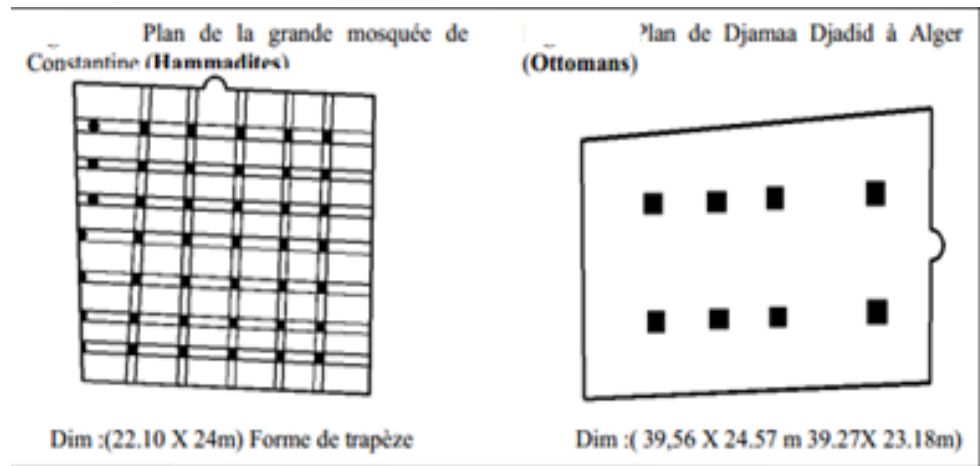 Plan de la grande mosquée de
Constantine (Hammadites)
Plan de Djamaa Djadid à Alger
(Ottomans)
Dim :(22.10 X 24m) Forme de trapèze
Dim :( 39,56 X 24.57 m 39.27X 23.18m)